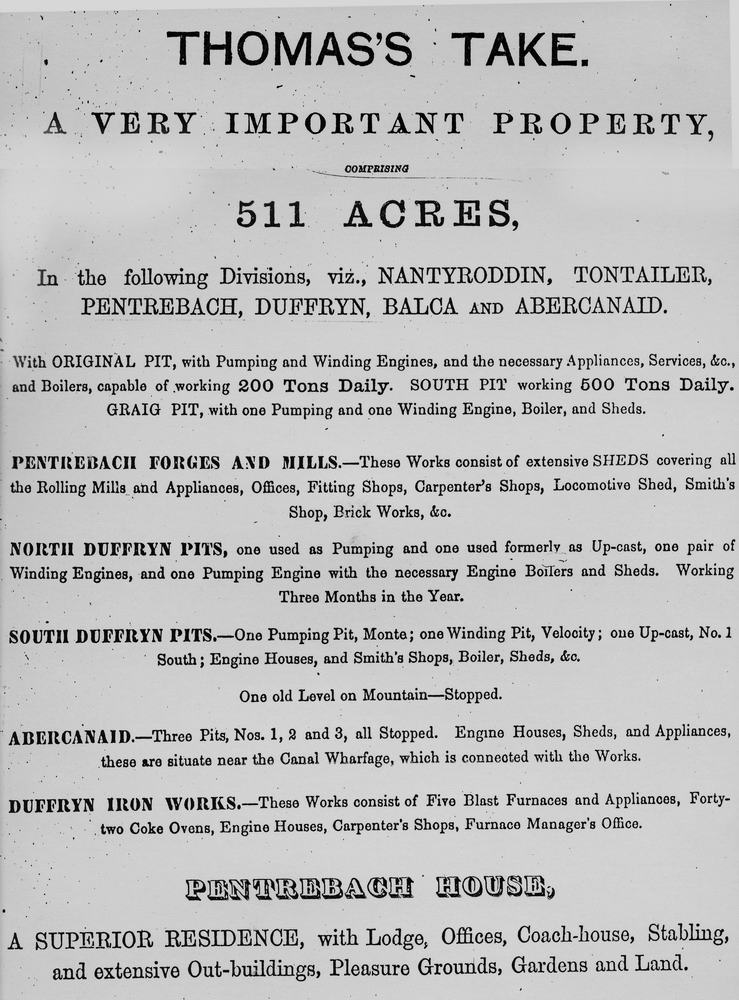 THOMAS'S TAKE.
A VERY IMPORTANT PROPERTY,
COMPRISING
511 ACRES,
In the following Divisions, viz., NANTYRODDIN, TONTAILER,
PENTREBACH, DUFFRYN, BALCA AND ABERCANAID.
With ORIGINAL PIT, with Pumping and Winding Engines, and the necessary Appliances, Services, &c.,
and Boilers, capable of working 200 Tons Daily. SOUTH PIT working 500 Tons Daily.
GRAIG PIT, with one Pumping and one Winding Engine, Boiler, and Sheds.
PENTREBACH FORGES AND MILLS.—These Works consist of extensive SHEDS covering all
the Rolling Mills and Appliances, Offices, Fitting Shops, Carpenter's Shops, Locomotive Shed, Smith's
Shop, Brick Works, &c.
NORTH DUFFRYN PITS, one used as Pumping and one used formerly as Up-cast, one pair of
Winding Engines, and one Pumping Engine with the necessary Engine Boilers and Sheds. Working
Three Months in the Year.
SOUTH DUFFRYN PITS.—One Pumping Pit, Monte; one Winding Pit, Velocity; one Up-cast, No. 1
South; Engine Houses, and Smith's Shops, Boiler, Sheds, &c.
One old Level on Mountain—Stopped.
ABERCANAID.—Three Pits, Nos. 1, 2 and 3, all Stopped. Engine Houses, Sheds, and Appliances,
these are situate near the Canal Wharfage, which is connected with the Works.
DUFFRYN IRON WORKS.—These Works consist of Five Blast Furnaces and Appliances, Forty-
two Coke Ovens, Engine Houses, Carpenter's Shops, Furnace Manager's Office.
PENTREBACH HOUSE,
A SUPERIOR RESIDENCE, with Lodge, Offices, Coach-house, Stabling,
and extensive Out-buildings, Pleasure Grounds, Gardens and Land.